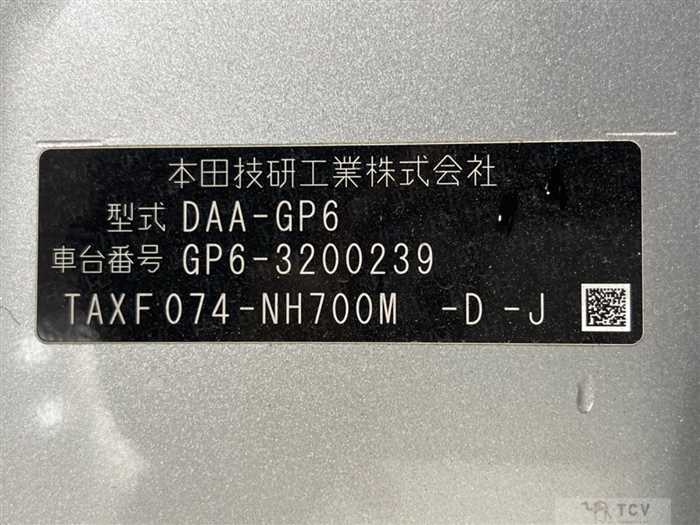 本田技研工業株式会社
型式 DAA-GP6
車台番号 GP6-3200239
TAXF074-NH700M -D -J
TCV